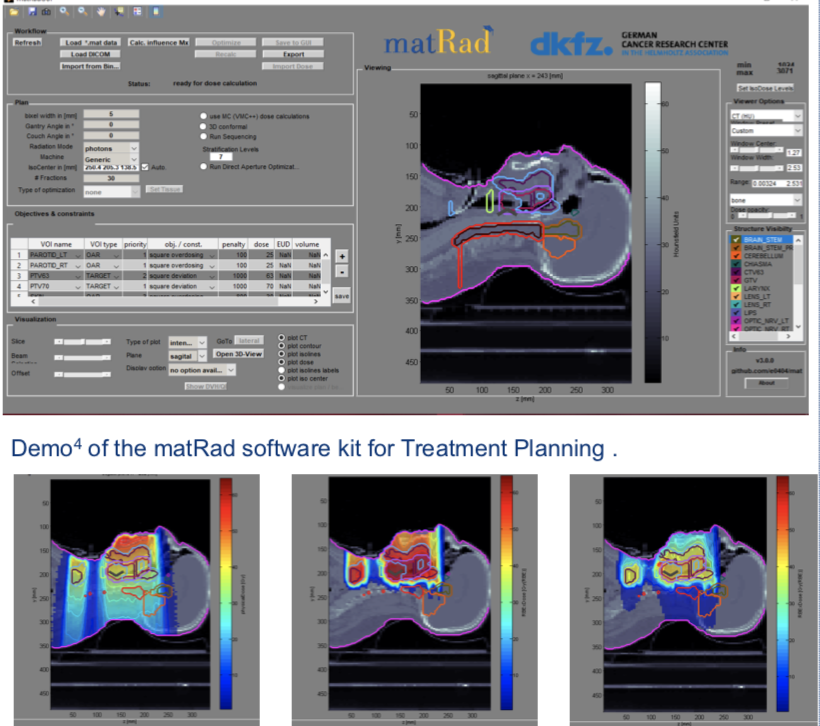 Workflow
Refresh Load *.mat data Calc. influence Mx Optimize Save to GUI
Load DICOM Recalc Export
Import from Bin... Import Dose
Status: ready for dose calculation
matRad
dkfz. GERMAN
CANCER RESEARCH CENTER
IN THE HELMHOLTZ ASSOCIATION
Plan
bixel width in [mm] 5
Gantry Angle in ° 0
Couch Angle in ° 0
Radiation Mode photons
Machine Generic
IsoCenter in [mm] Auto.
# Fractions 30
Type of optimization none Set Tissue
use MC (VMC++) dose calculations
3D conformal
Run Sequencing
Stratification Levels
7
Run Direct Aperture Optimizat...
Objectives & constraints
VOI name VOI type priority obj. / const. penalty dose EUD volume
1 PAROTID_LT OAR 1 square overdosing 100 25 NaN NaN
2 PAROTID_RT OAR 1 square overdosing 100 25 NaN NaN
3 PTV63 TARGET 2 square deviation 1000 63 NaN NaN
4 PTV70 TARGET 1 square deviation 1000 70 NaN NaN
+
-
save
Visualization
Slice
Beam
Offset
Type of plot inten...
Plane sagital
Display option no option avail...
GoTo lateral
Open 3D-View
Show DVH/QI
plot CT
plot contour
plot isolines
plot dose
plot isolines labels
plot iso center
Viewing
sagittal plane x = 243 [mm]
50
100
150
200
250
300
350
400
450
y [mm]
50 100 150 200 250 300
z [mm]
Hounsfield Units
min
max 3071
Set IsoDose Levels
Viewer Options
CT (HU)
Custom
Window Center:
1.27
Window Width:
2.53
Range: 0.00324 2.531
bone
Dose opacity:
Structure Visibility
BRAIN_STEM
BRAIN_STEM_PR
CEREBELLUM
CHIASMA
CTV63
GTV
LARYNX
LENS_LT
LENS_RT
LIPS
OPTIC_NRV_LT
OPTIC_NRV_RT
Info
v3.0.0
github.com/e0404/mat
About
Demo⁴ of the matRad software kit for Treatment Planning .